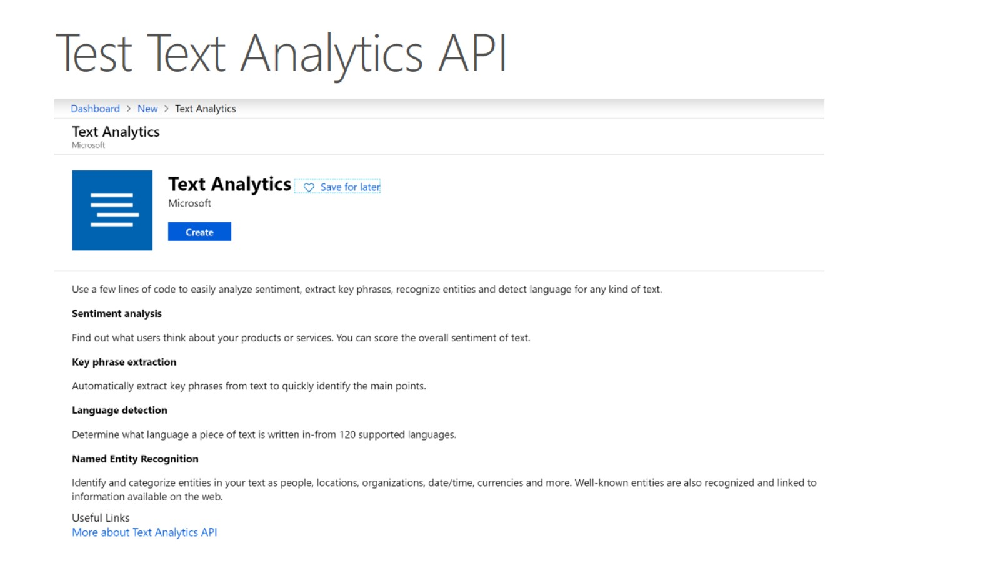 Test Text Analytics API
Dashboard > New > Text Analytics
Text Analytics
Microsoft
Text Analytics Save for later
Microsoft
Create
Use a few lines of code to easily analyze sentiment, extract key phrases, recognize entities and detect language for any kind of text.
Sentiment analysis
Find out what users think about your products or services. You can score the overall sentiment of text.
Key phrase extraction
Automatically extract key phrases from text to quickly identify the main points.
Language detection
Determine what language a piece of text is written in-from 120 supported languages.
Named Entity Recognition
Identify and categorize entities in your text as people, locations, organizations, date/time, currencies and more. Well-known entities are also recognized and linked to
information available on the web.
Useful Links
More about Text Analytics API